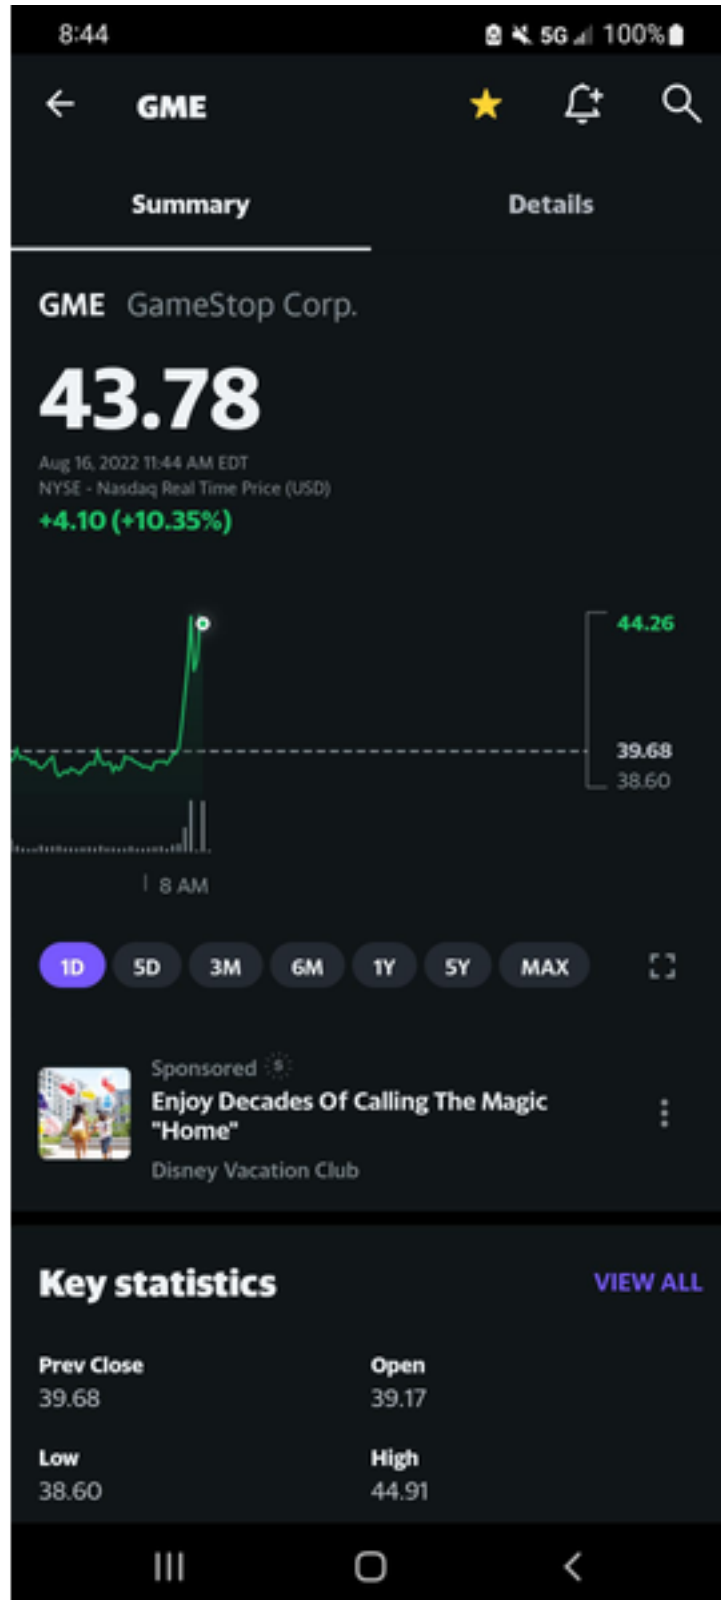 8:44 5G 100%
GME
Summary Details
GME GameStop Corp.
43.78
Aug 16, 2022 11:44 AM EDT
NYSE - Nasdaq Real Time Price (USD)
+4.10 (+10.35%)
44.26
39.68
38.60
8 AM
1D 5D 3M 6M 1Y 5Y MAX
Sponsored
Enjoy Decades Of Calling The Magic
"Home"
Disney Vacation Club
Key statistics VIEW ALL
Prev Close Open
39.68 39.17
Low High
38.60 44.91